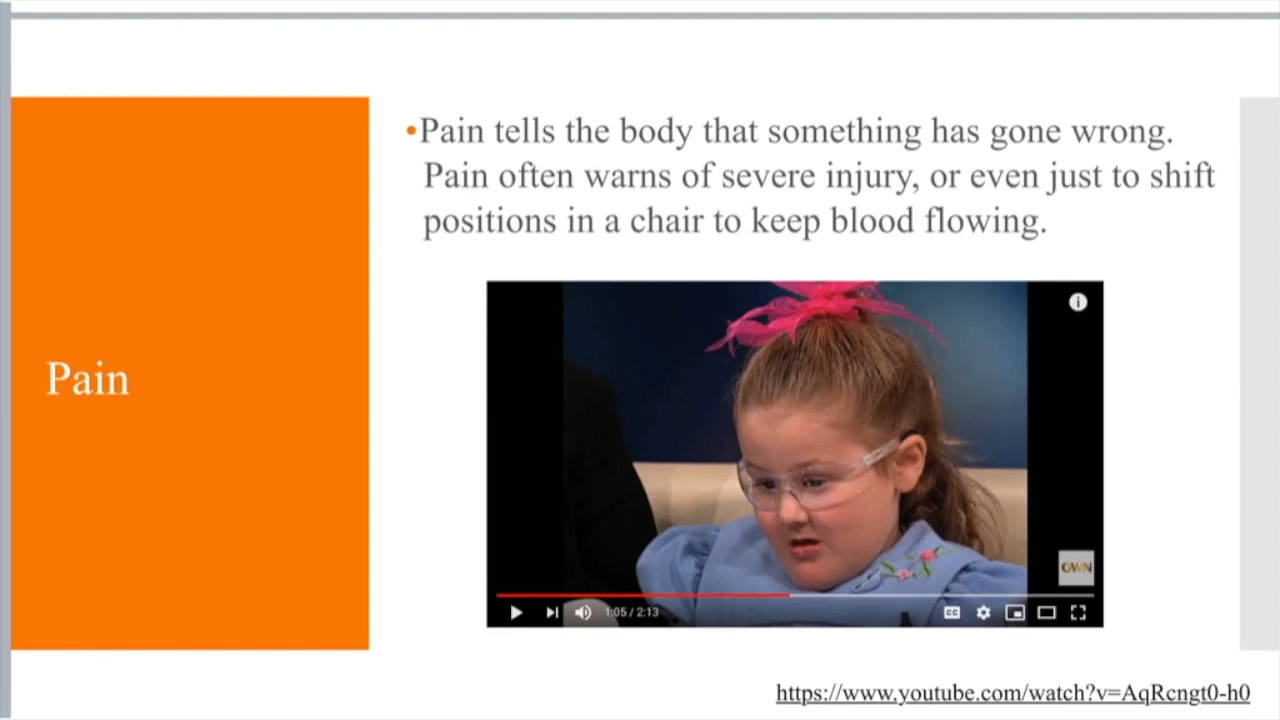 •Pain tells the body that something has gone wrong.
Pain often warns of severe injury, or even just to shift
positions in a chair to keep blood flowing.
Pain
i
OWN
1:05 / 2:13
CC
https://www.youtube.com/watch?v=AqRcngt0-h0